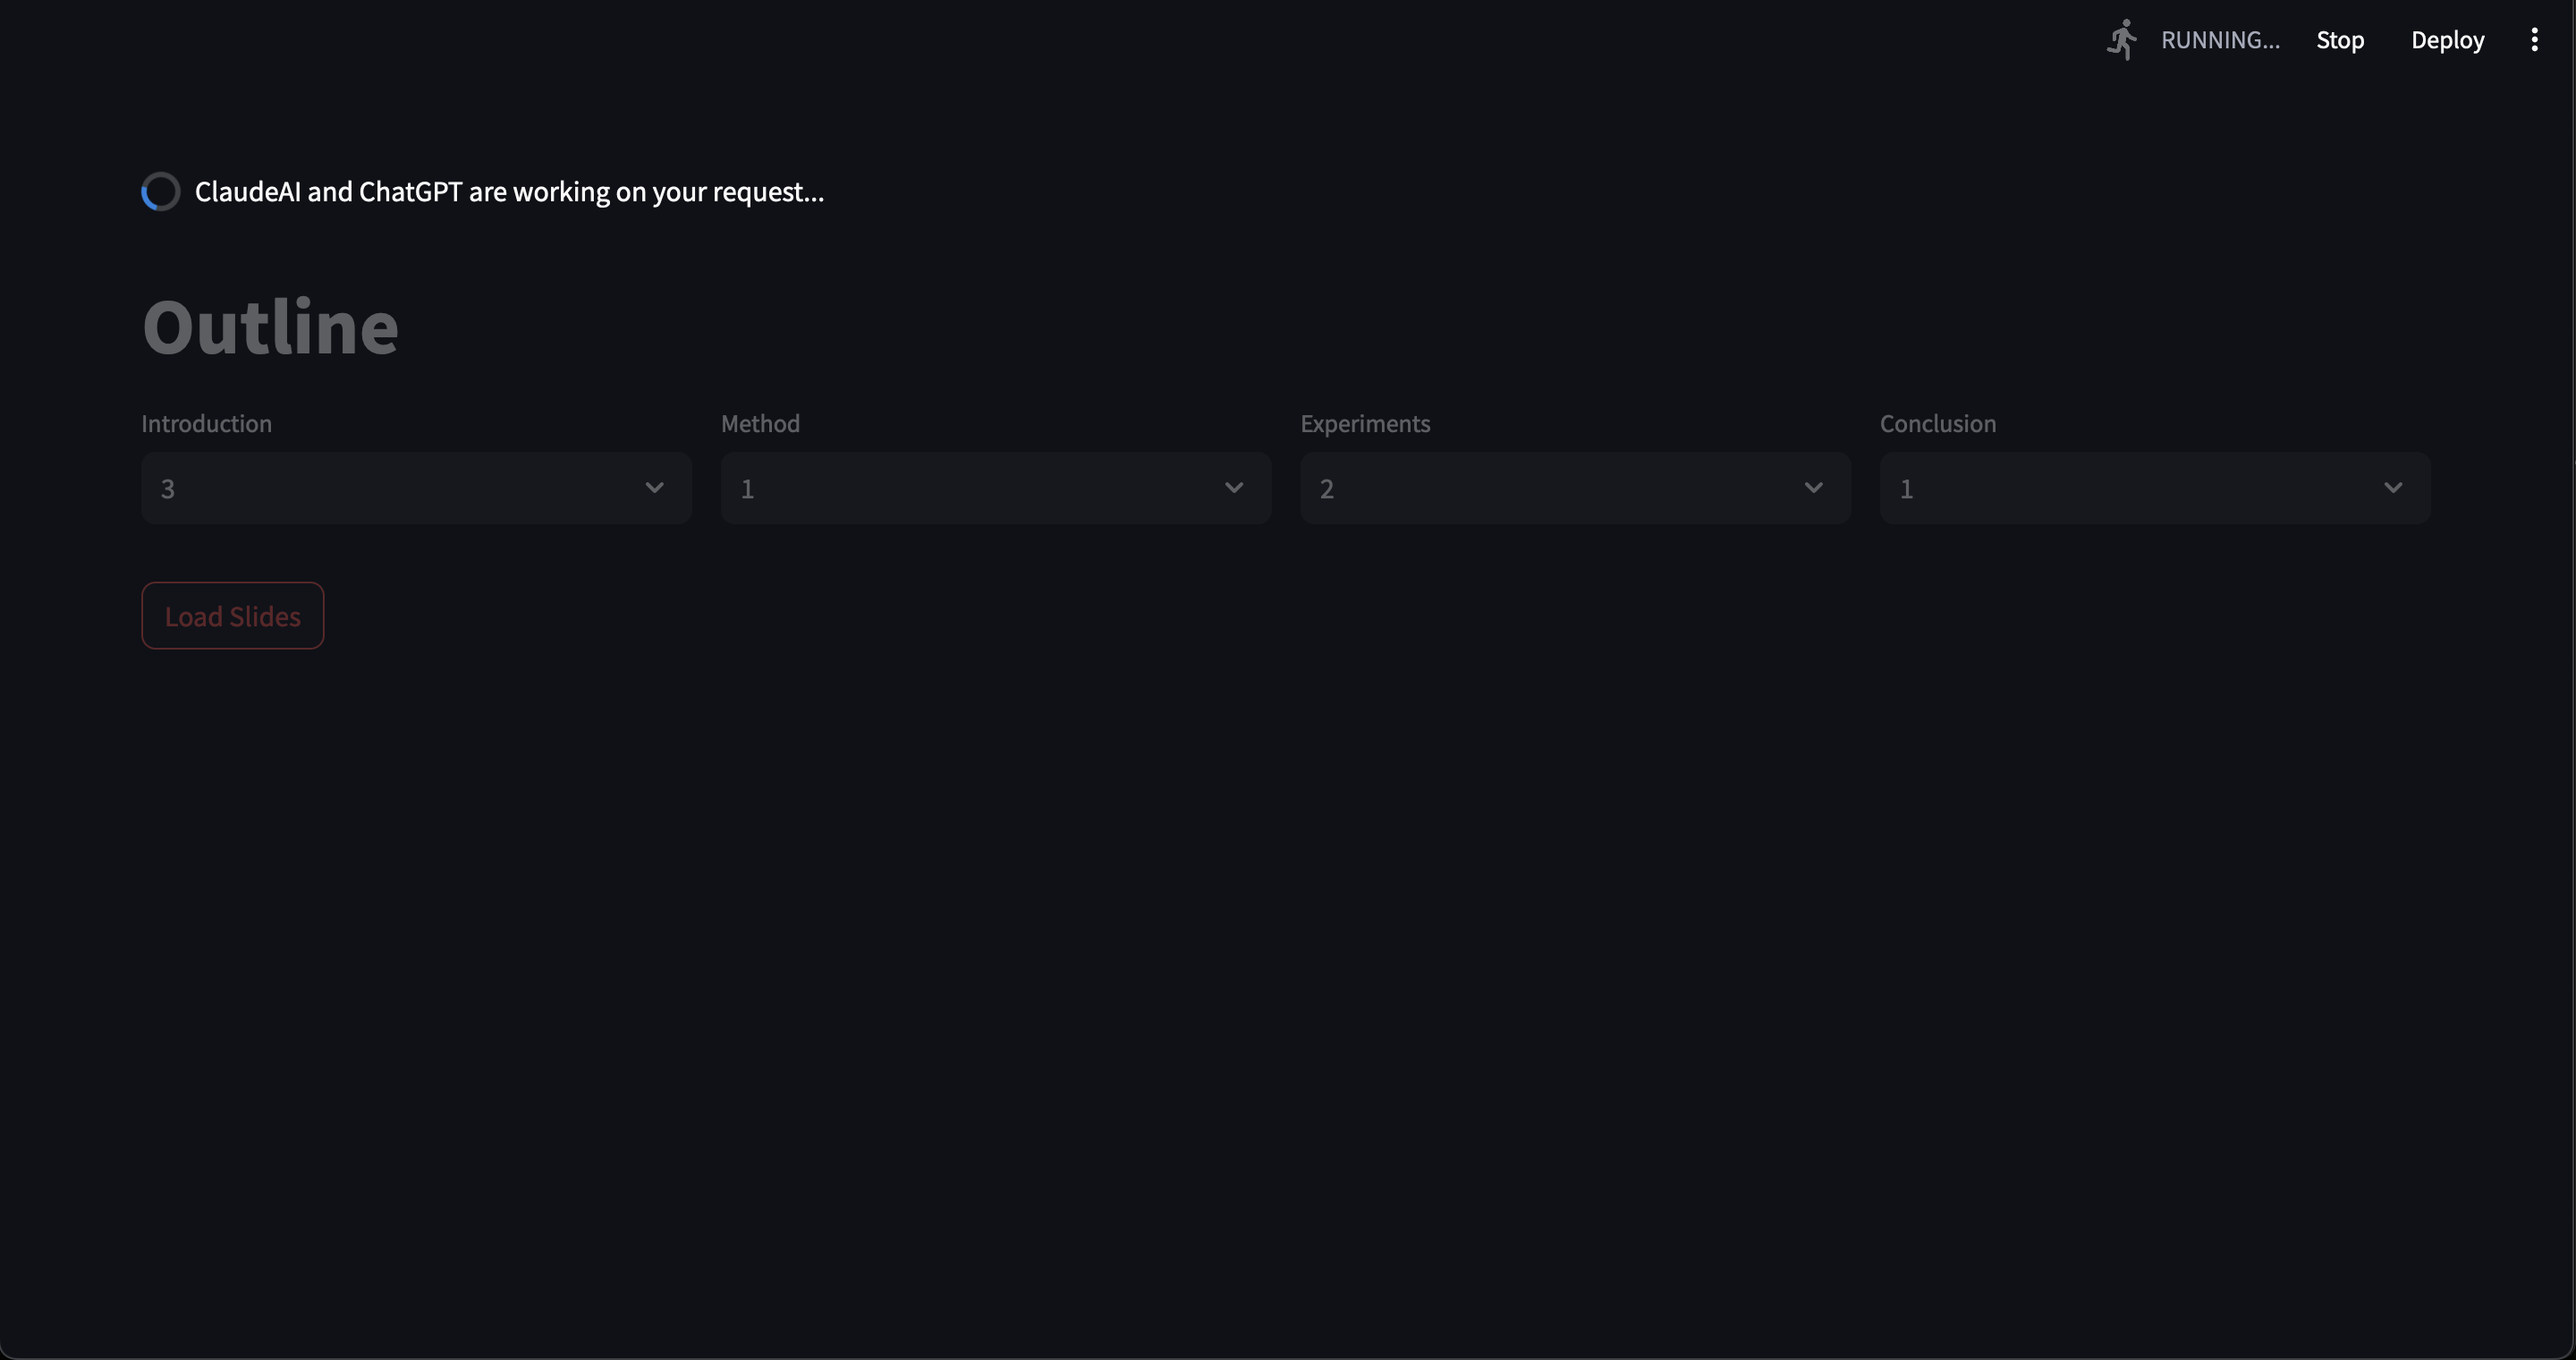 RUNNING... Stop Deploy
ClaudeAI and ChatGPT are working on your request...
Outline
Introduction Method Experiments Conclusion
3 1 2 1
Load Slides